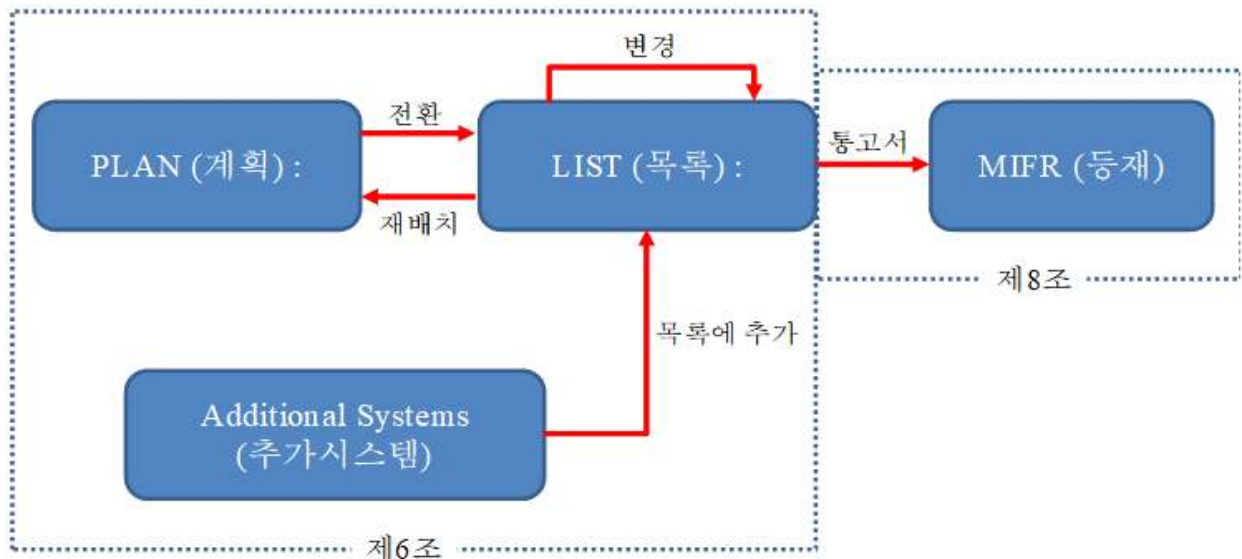 변경
전환
PLAN (계획) :
LIST (목록) :
통고서
MIFR (등재)
재배치
제8조
목록에 추가
Additional Systems
(추가시스템)
제6조